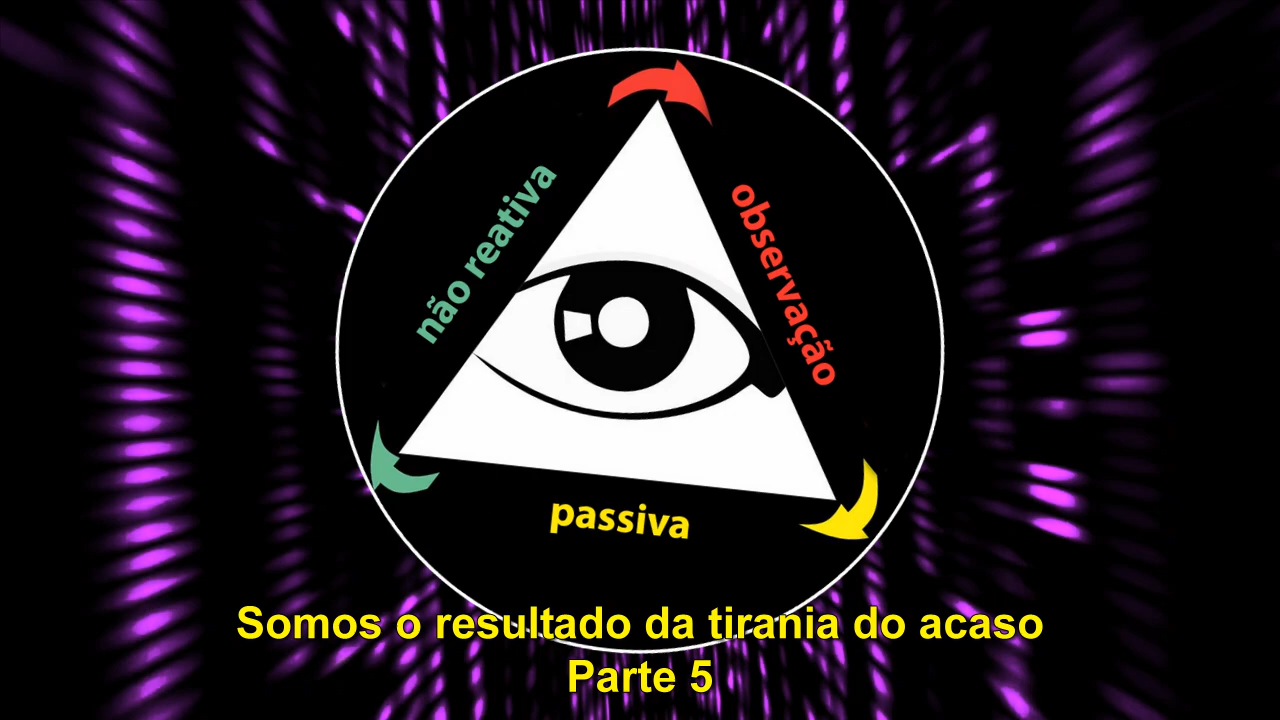 não reativa
observação
passiva
Somos o resultado da tirania do acaso
Parte 5